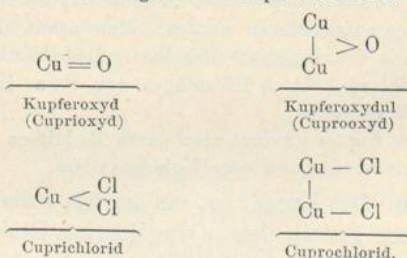 Cu = O
Kupferoxyd
(Cuprioxyd)
Cu
|
Cu
> O
Kupferoxydul
(Cuprooxyd)
Cu < Cl
Cl
Cuprichlorid
Cu — Cl
|
Cu — Cl
Cuprochlorid.